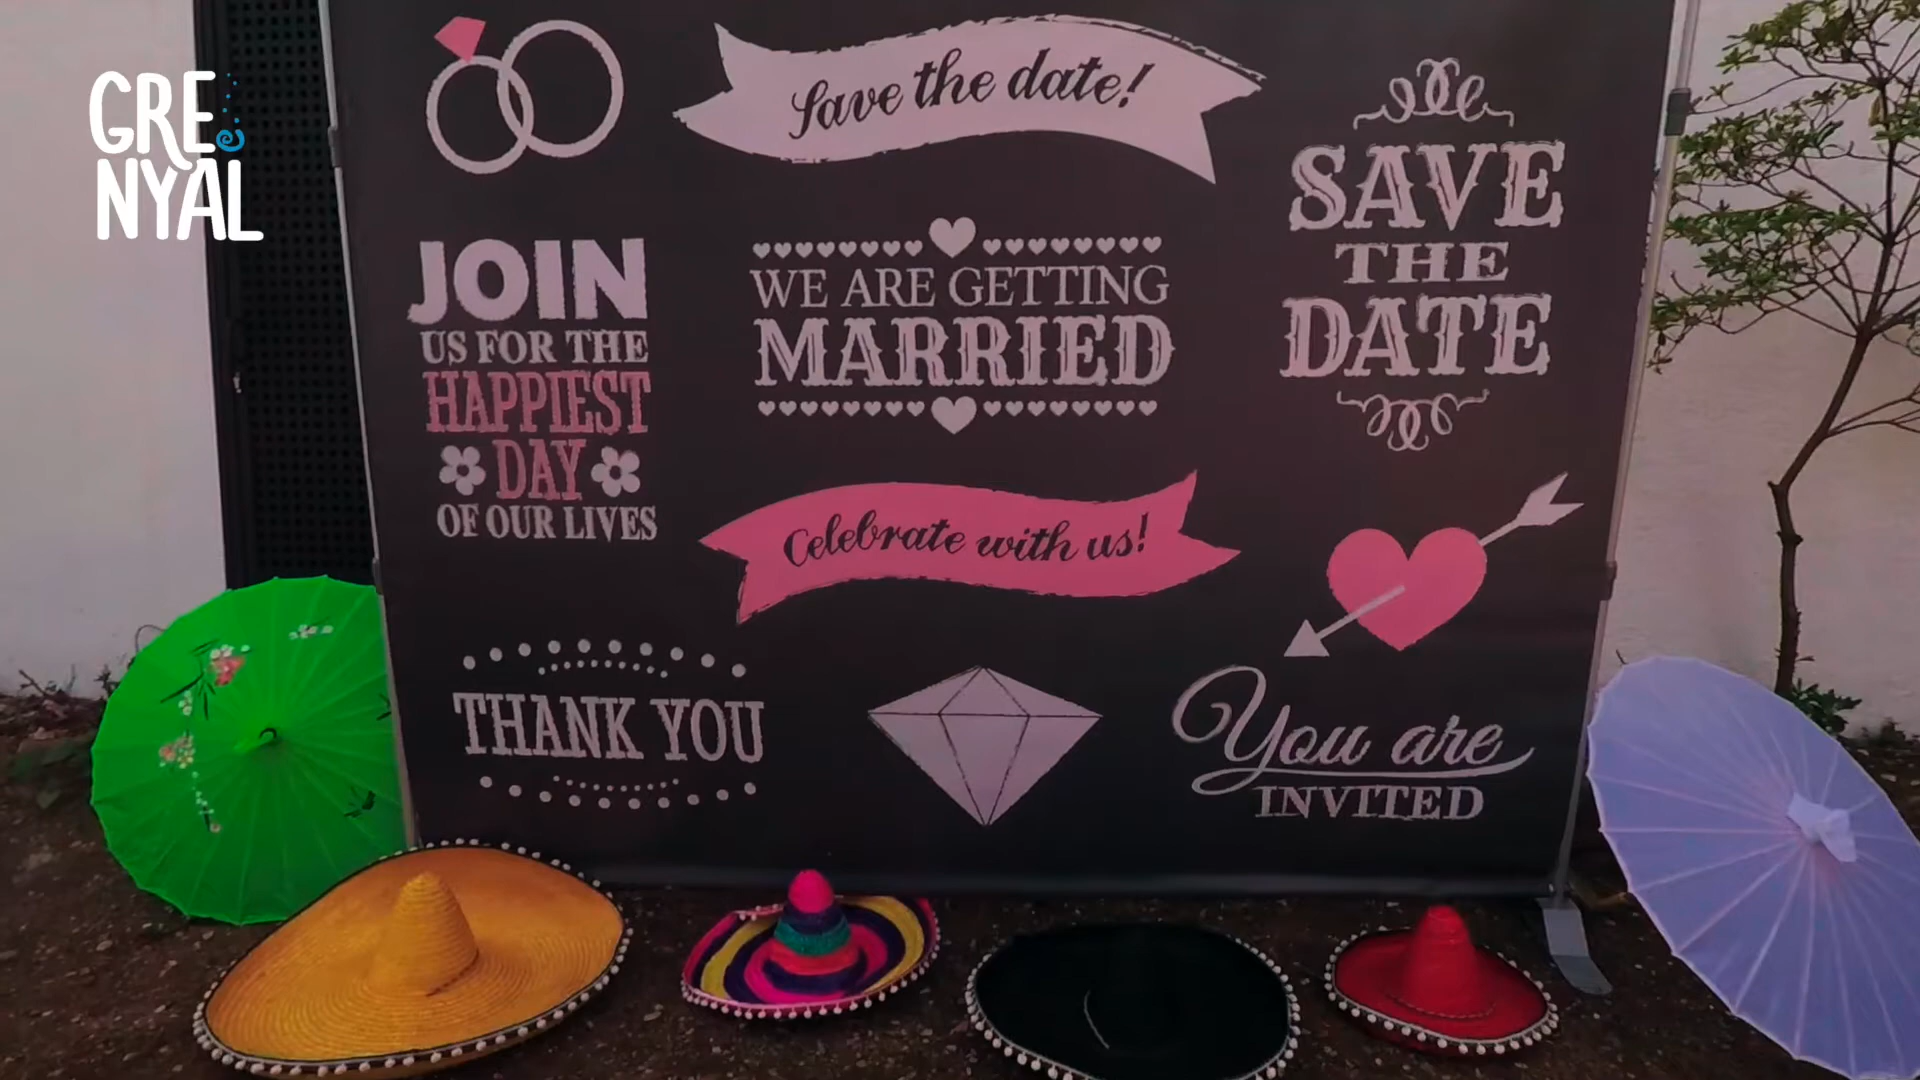 GRE
NYAL
Save the date!
SAVE
THE
DATE
JOIN
US FOR THE
HAPPIEST
DAY
OF OUR LIVES
WE ARE GETTING
MARRIED
Celebrate with us!
THANK YOU
You are
INVITED